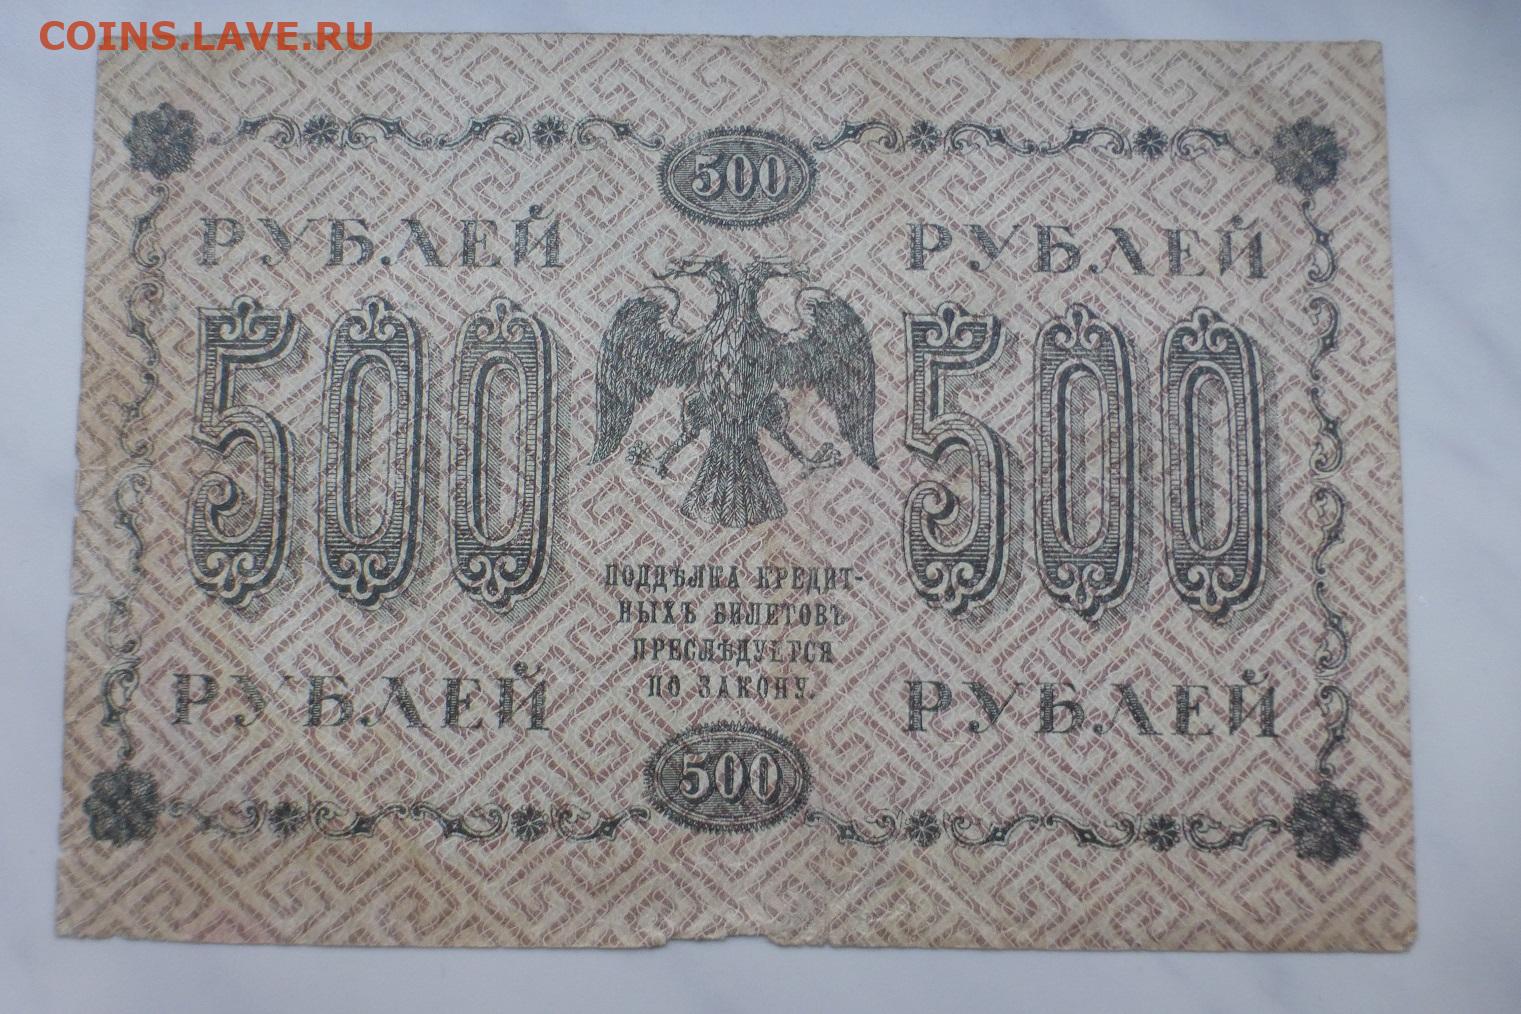 COINS.LAVE.RU
500
РУБЛЕЙ РУБЛЕЙ
500 500
ПОДДѢЛКА КРЕДИТ-
НЫХЪ БИЛЕТОВЪ
ПРЕСЛѢДУЕТСЯ
ПО ЗАКОНУ.
РУБЛЕЙ РУБЛЕЙ
500